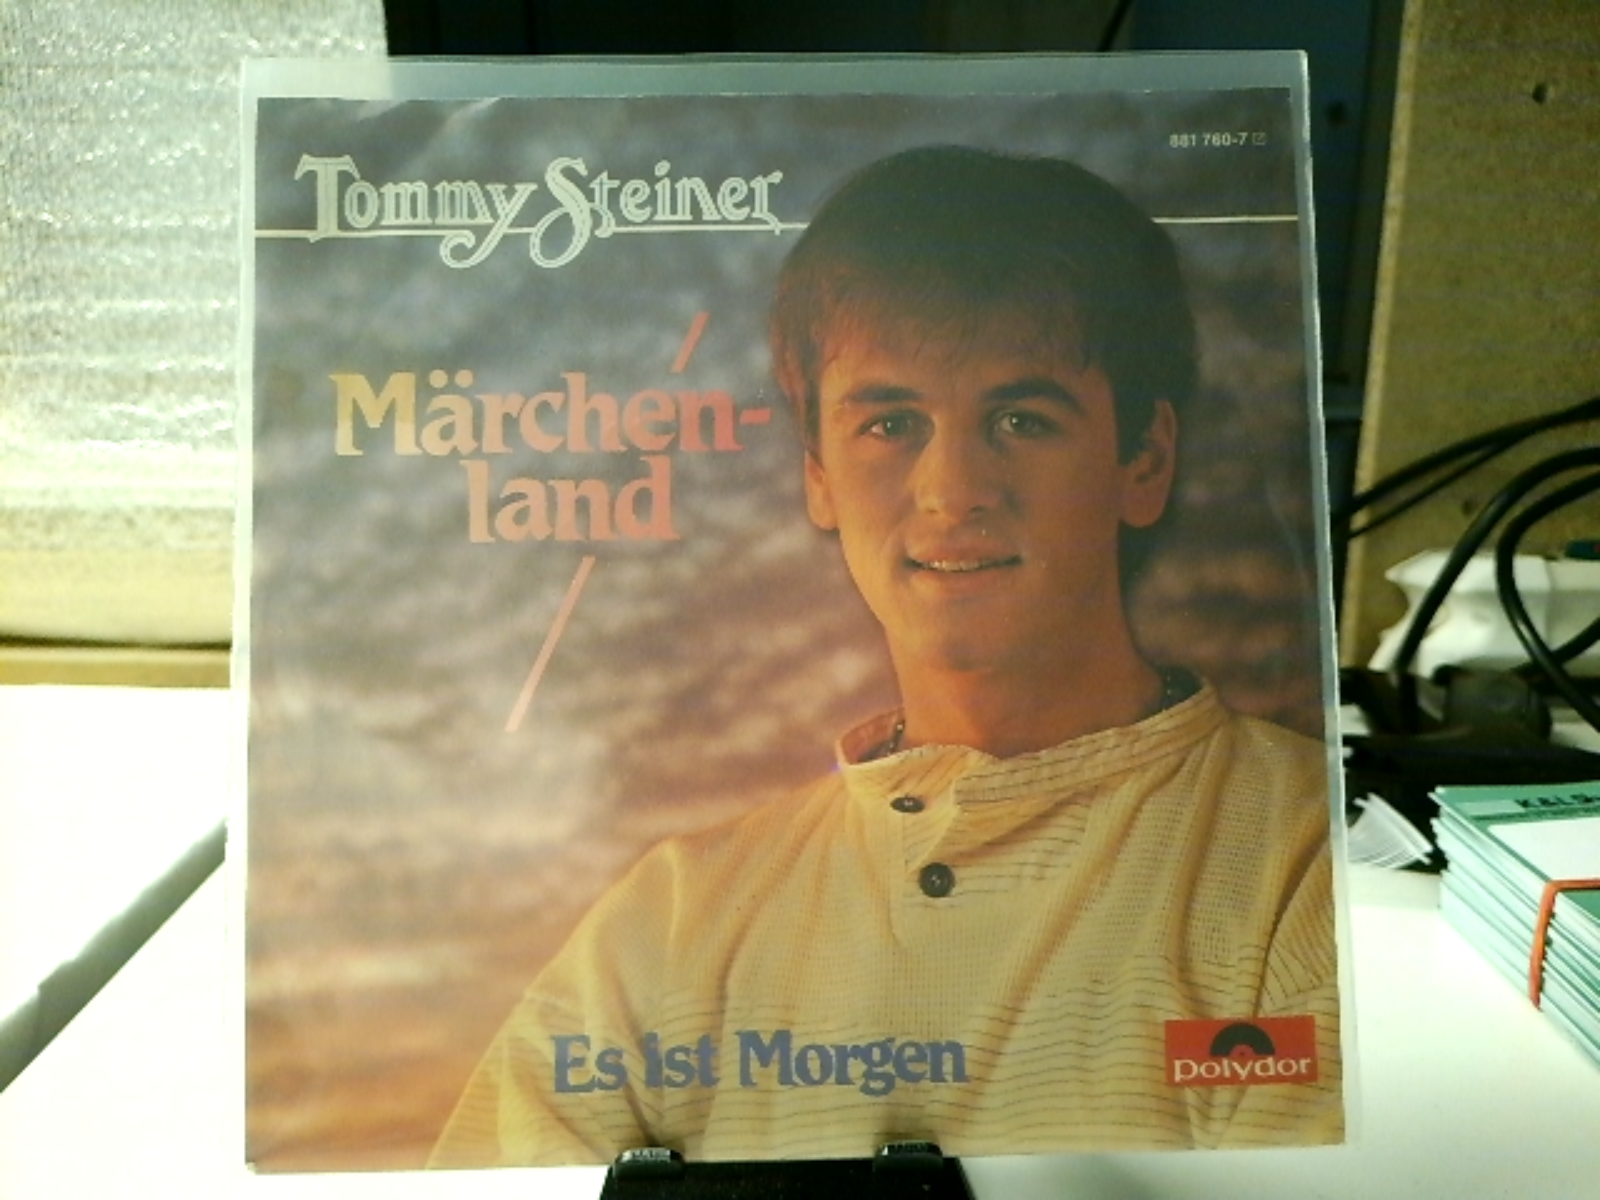 881 760-7
Tommy Steiner
Märchen-
land
Es ist Morgen
polydor